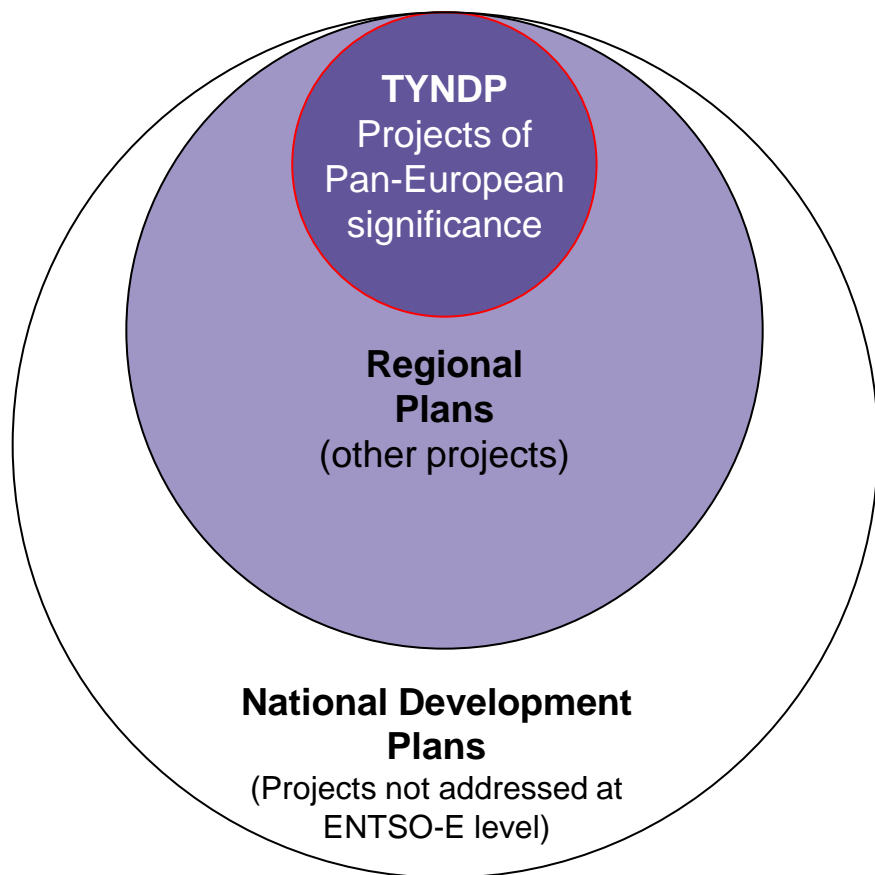 TYNDP
Projects of
Pan-European
significance
Regional
Plans
(other projects)
National Development
Plans
(Projects not addressed at
ENTSO-E level)